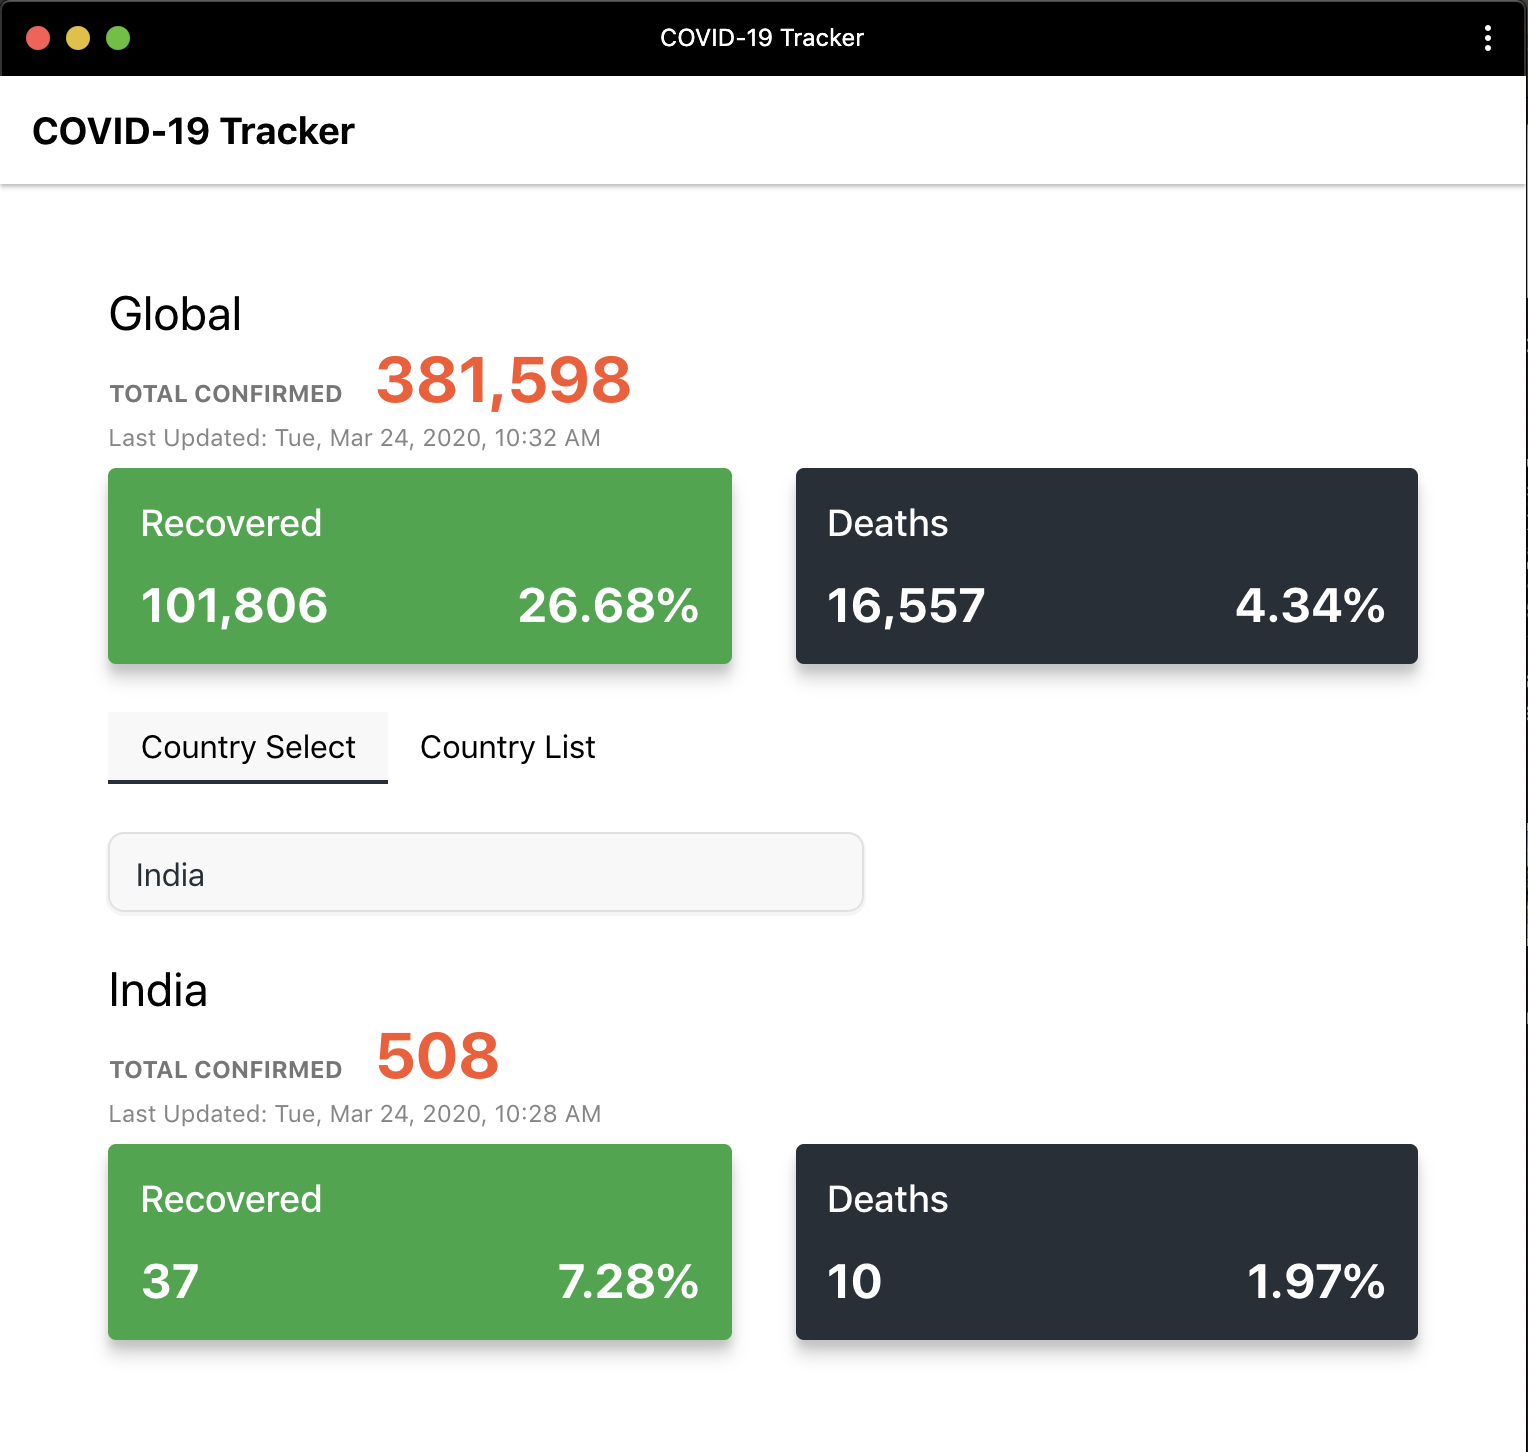 COVID-19 Tracker
COVID-19 Tracker
Global
TOTAL CONFIRMED 381,598
Last Updated: Tue, Mar 24, 2020, 10:32 AM
Recovered
101,806 26.68%
Deaths
16,557 4.34%
Country Select Country List
India
India
TOTAL CONFIRMED 508
Last Updated: Tue, Mar 24, 2020, 10:28 AM
Recovered
37 7.28%
Deaths
10 1.97%